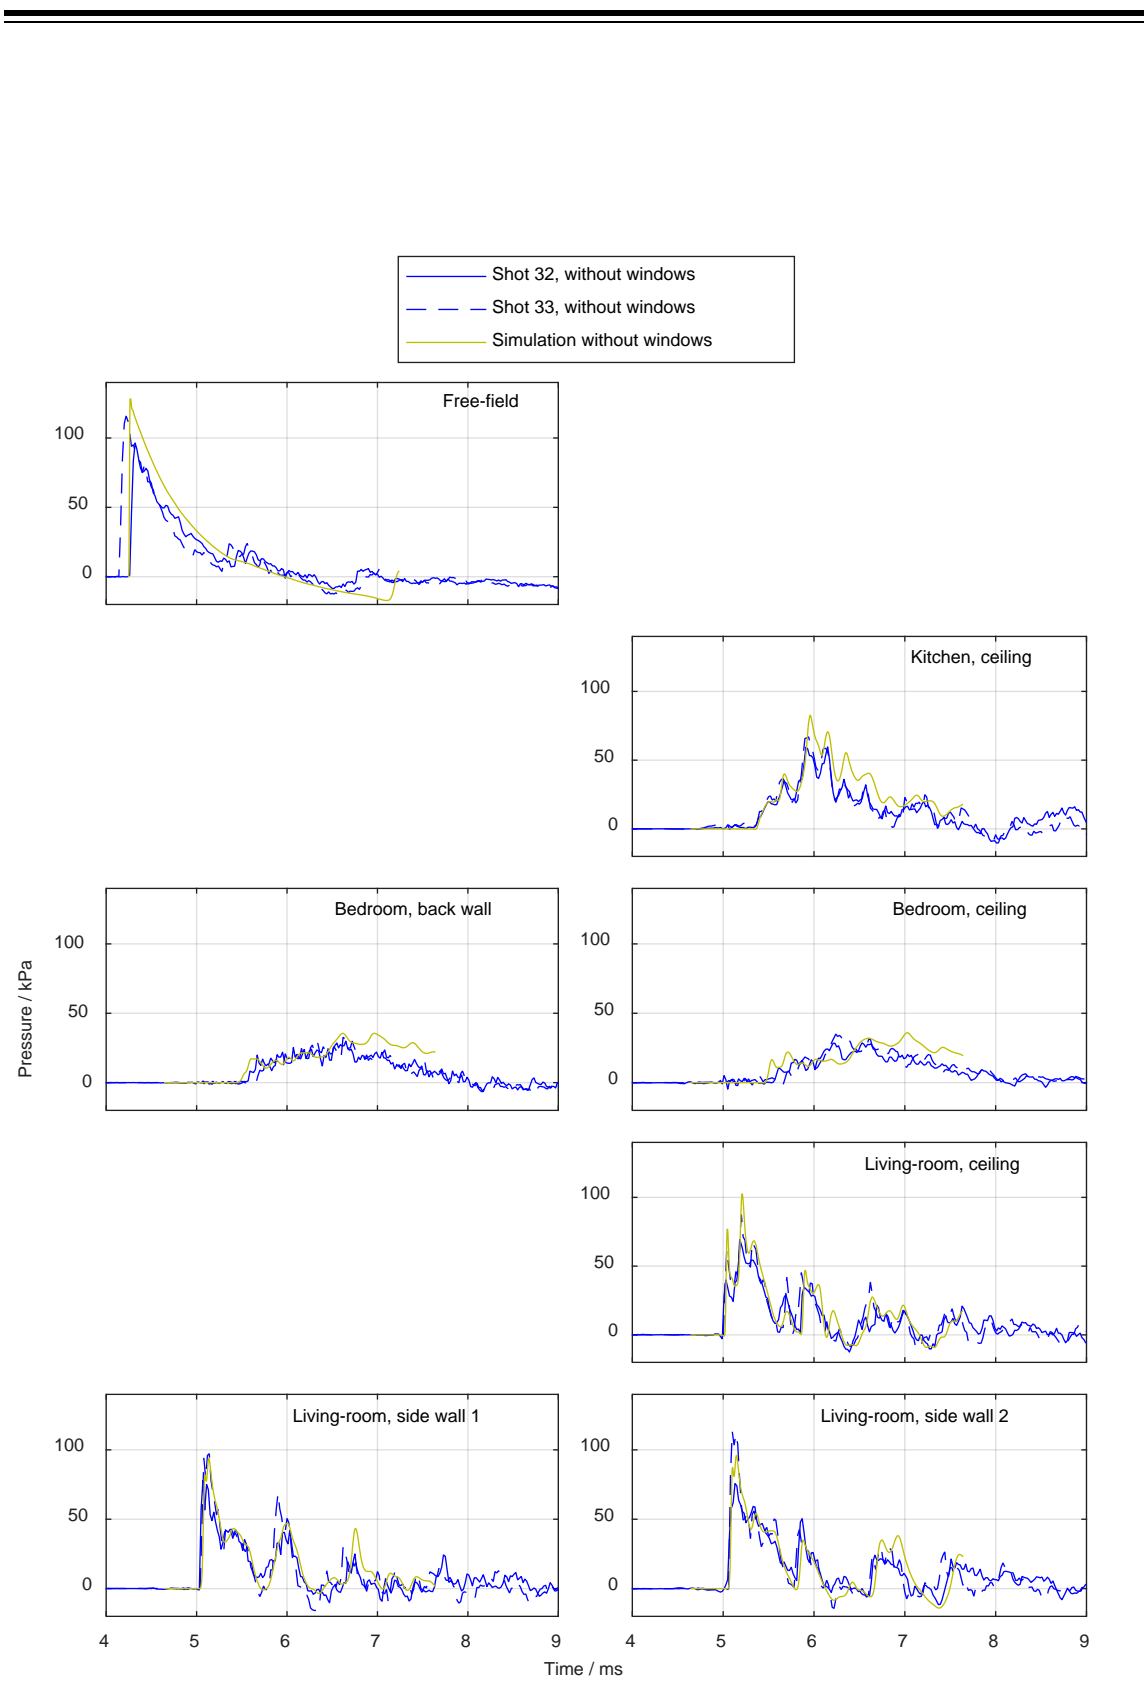 Shot 32, without windows
Shot 33, without windows
Simulation without windows
Free-field
100
50
0
Kitchen, ceiling
100
50
0
Bedroom, back wall
100
50
0
Bedroom, ceiling
100
50
0
Pressure / kPa
Living-room, ceiling
100
50
0
Living-room, side wall 1
100
50
0
4 5 6 7 8 9
Living-room, side wall 2
100
50
0
4 5 6 7 8 9
Time / ms